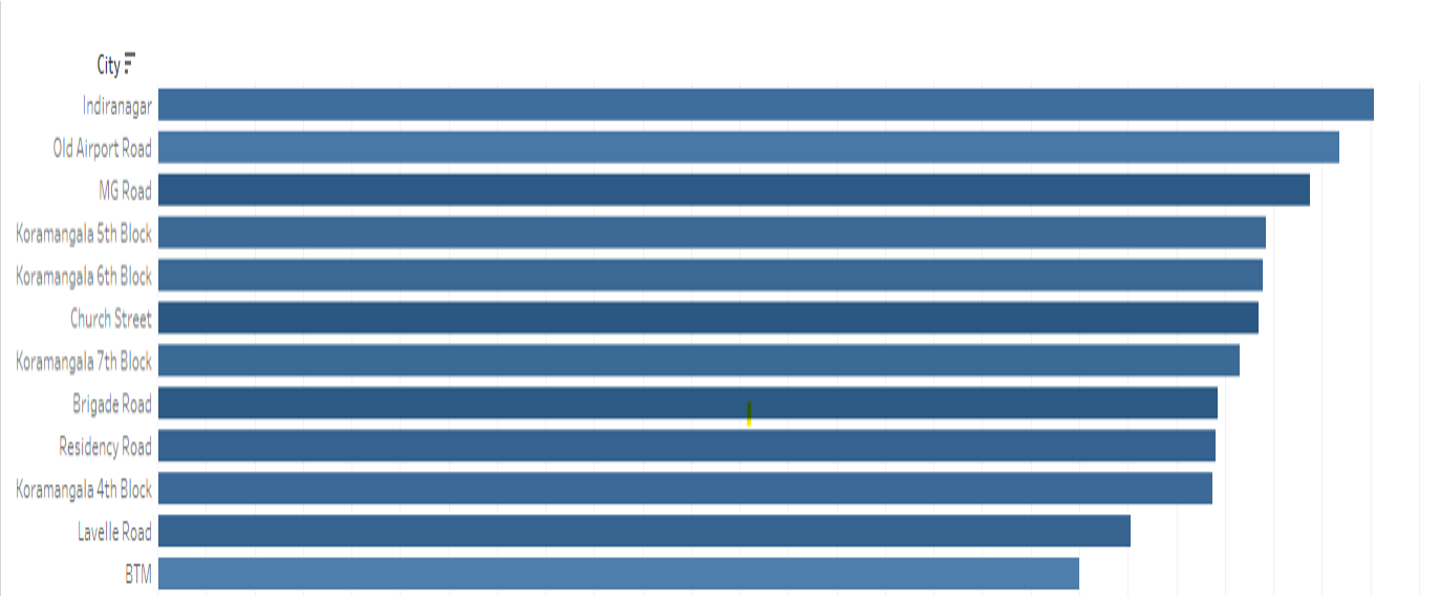 City
Indiranagar
Old Airport Road
MG Road
Koramangala 5th Block
Koramangala 6th Block
Church Street
Koramangala 7th Block
Brigade Road
Residency Road
Koramangala 4th Block
Lavelle Road
BTM